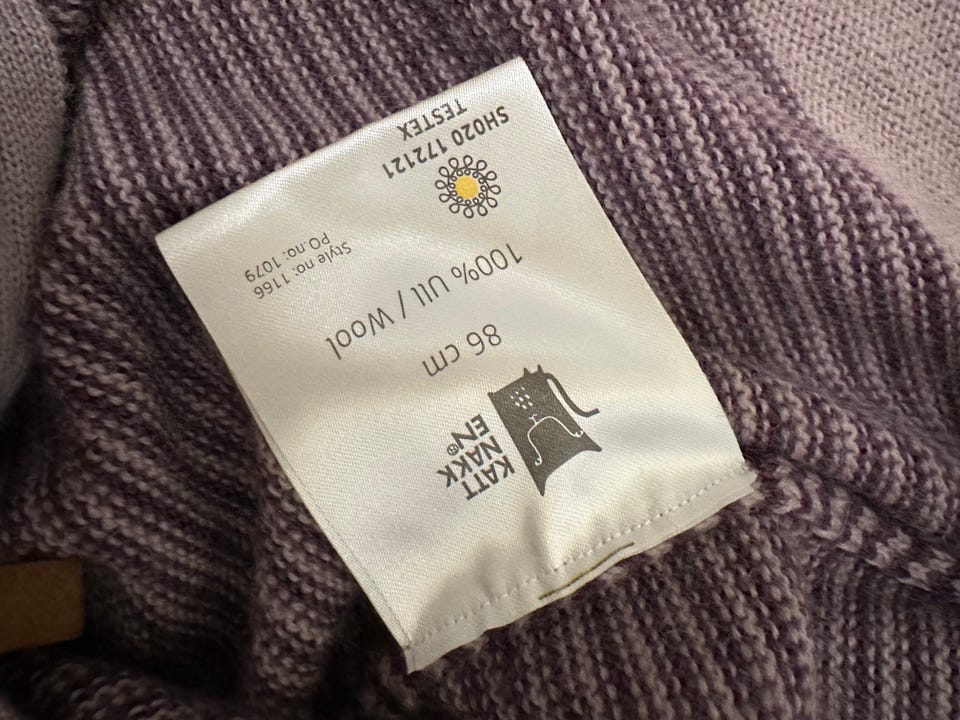 KATT
NAKK
EN®
86 cm
100% Ull / Wool
Style no: 1166
PO.no: 1079
SH020 172121
TESTEX